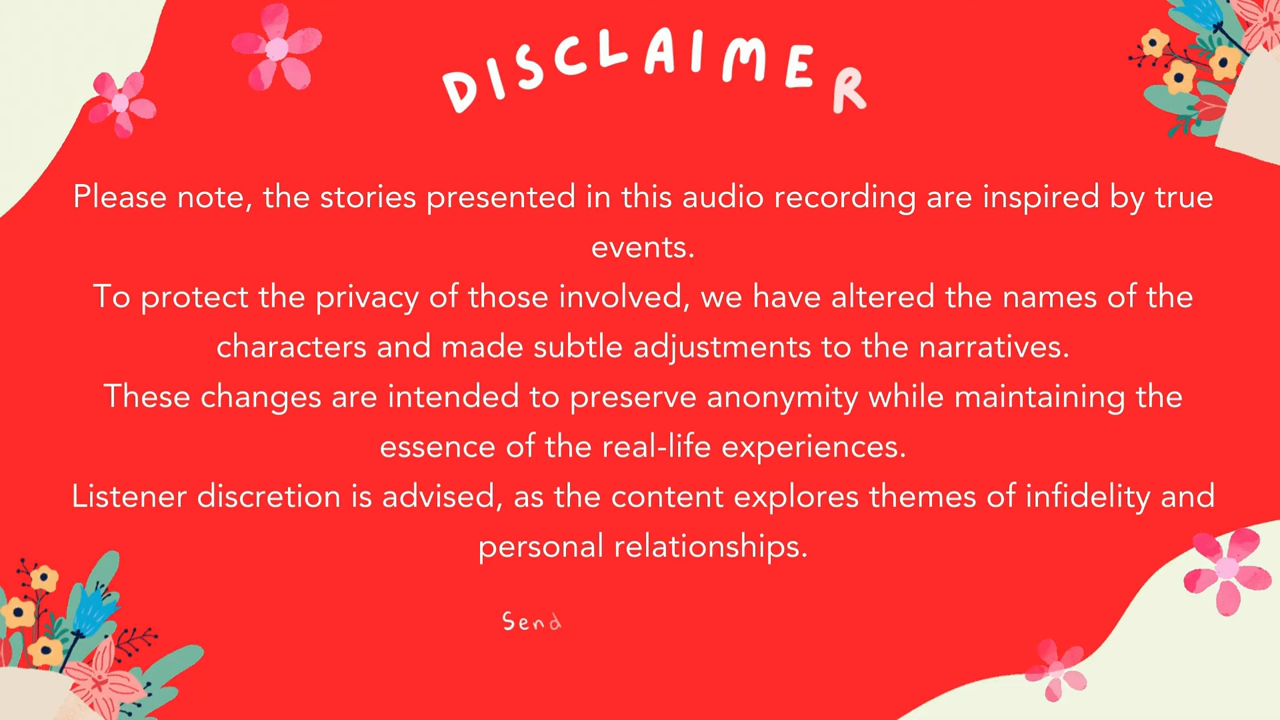 DISCLAIMER
Please note, the stories presented in this audio recording are inspired by true
events.
To protect the privacy of those involved, we have altered the names of the
characters and made subtle adjustments to the narratives.
These changes are intended to preserve anonymity while maintaining the
essence of the real-life experiences.
Listener discretion is advised, as the content explores themes of infidelity and
personal relationships.
Send